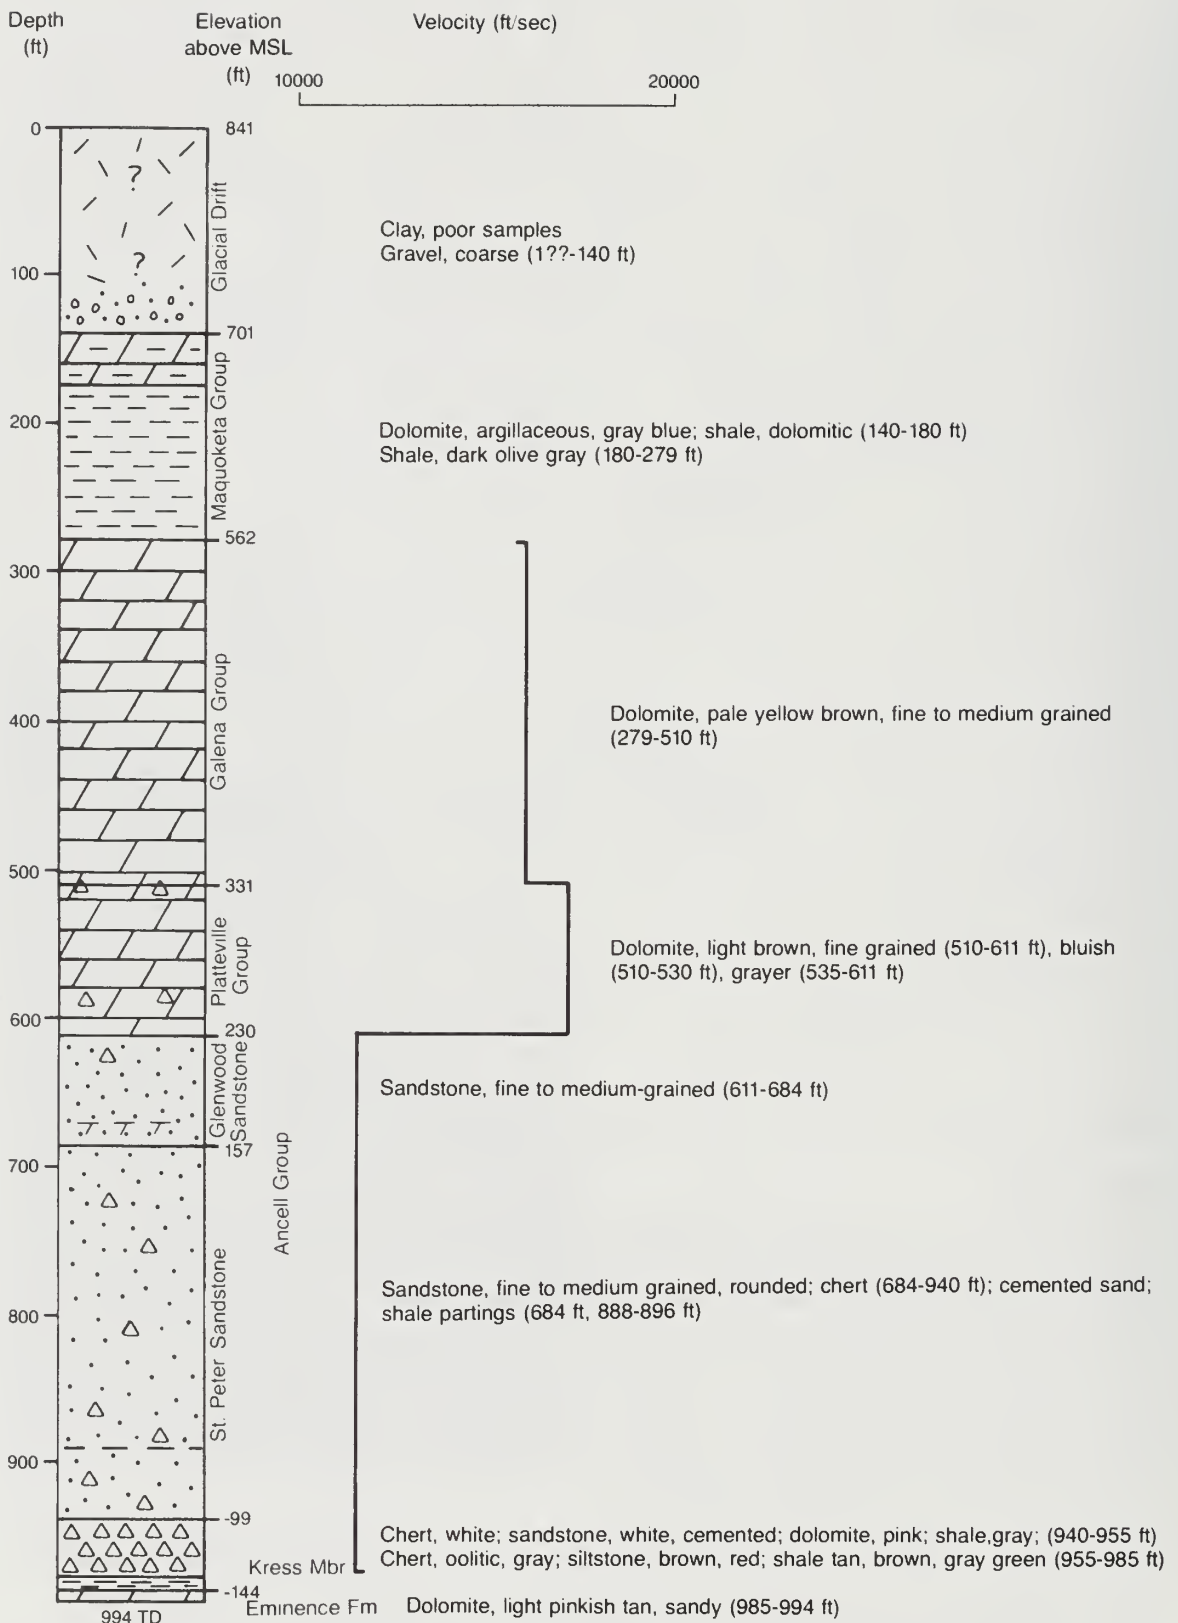 Depth
(ft)
Elevation
above MSL
(ft)
Velocity (ft/sec)
10000
20000
0
841
?
Glacial Drift
Clay, poor samples
Gravel, coarse (1??-140 ft)
?
100
701
Maquoketa Group
200
Dolomite, argillaceous, gray blue; shale, dolomitic (140-180 ft)
Shale, dark olive gray (180-279 ft)
562
300
Galena Group
400
Dolomite, pale yellow brown, fine to medium grained
(279-510 ft)
500
331
Platteville
Group
Dolomite, light brown, fine grained (510-611 ft), bluish
(510-530 ft), grayer (535-611 ft)
600
230
Glenwood
Sandstone
Sandstone, fine to medium-grained (611-684 ft)
157
700
Ancell Group
St. Peter Sandstone
Sandstone, fine to medium grained, rounded; chert (684-940 ft); cemented sand;
shale partings (684 ft, 888-896 ft)
800
900
-99
Chert, white; sandstone, white, cemented; dolomite, pink; shale,gray; (940-955 ft)
Chert, oolitic, gray; siltstone, brown, red; shale tan, brown, gray green (955-985 ft)
Kress Mbr
-144
Eminence Fm
Dolomite, light pinkish tan, sandy (985-994 ft)
994 TD